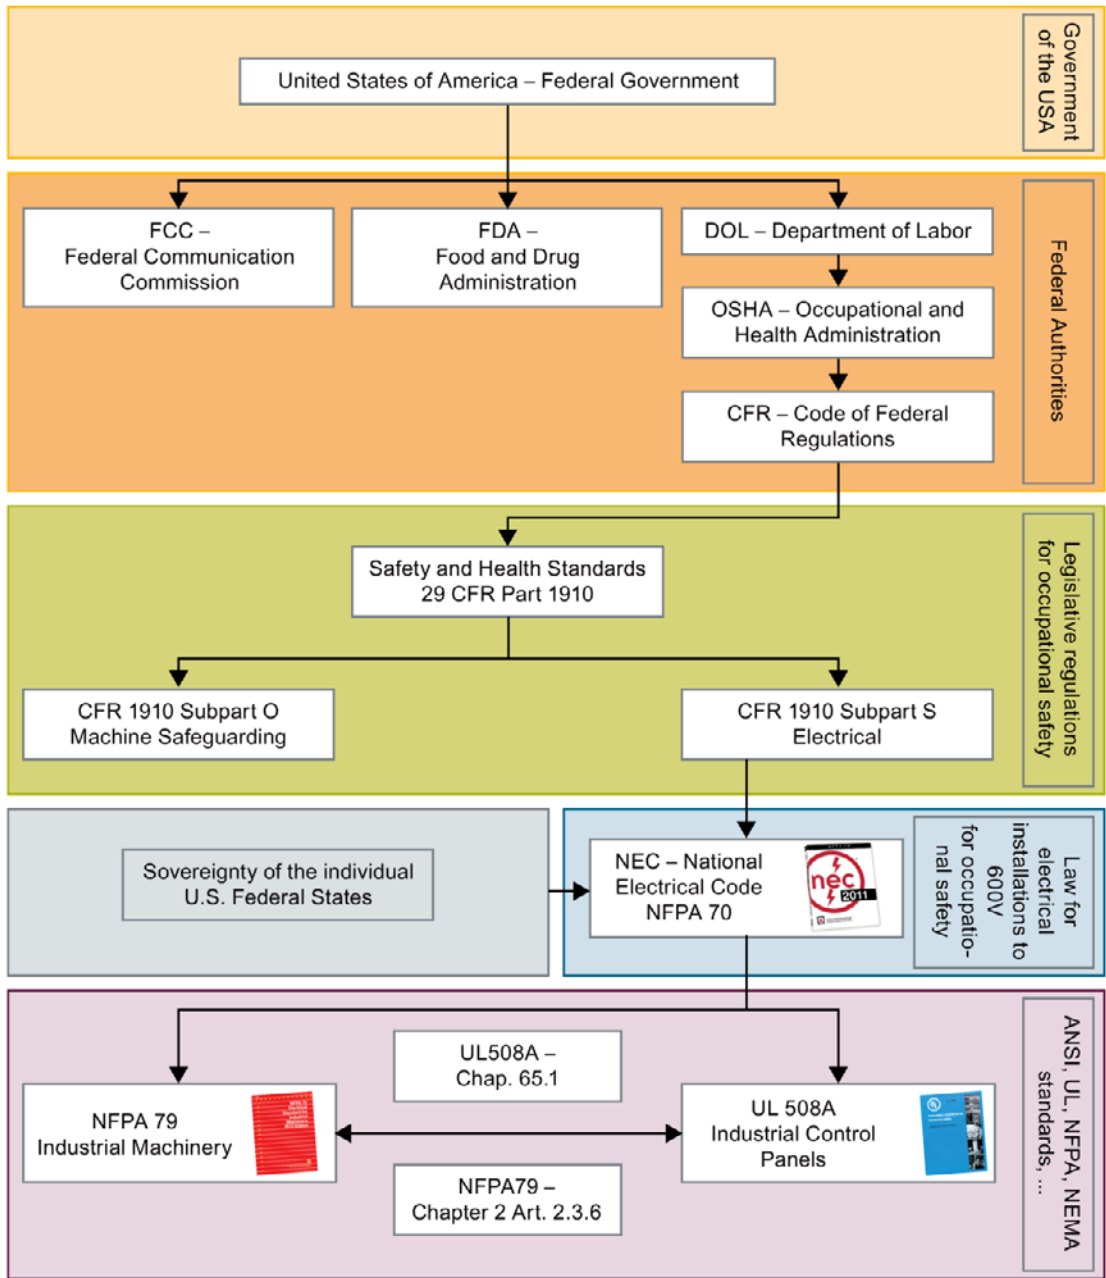 Government
of the USA
United States of America – Federal Government
Federal Authorities
FCC –
Federal Communication
Commission
FDA –
Food and Drug
Administration
DOL – Department of Labor
OSHA – Occupational and
Health Administration
CFR – Code of Federal
Regulations
Legislative regulations
for occupational safety
Safety and Health Standards
29 CFR Part 1910
CFR 1910 Subpart O
Machine Safeguarding
CFR 1910 Subpart S
Electrical
Sovereignty of the individual
U.S. Federal States
NEC – National
Electrical Code
NFPA 70
nec
2011
Law for
electrical
installations to
600V
for occupatio-
nal safety
ANSI, UL, NFPA, NEMA
standards, ...
UL508A –
Chap. 65.1
NFPA 79
Industrial Machinery
UL 508A
Industrial Control
Panels
NFPA79 –
Chapter 2 Art. 2.3.6